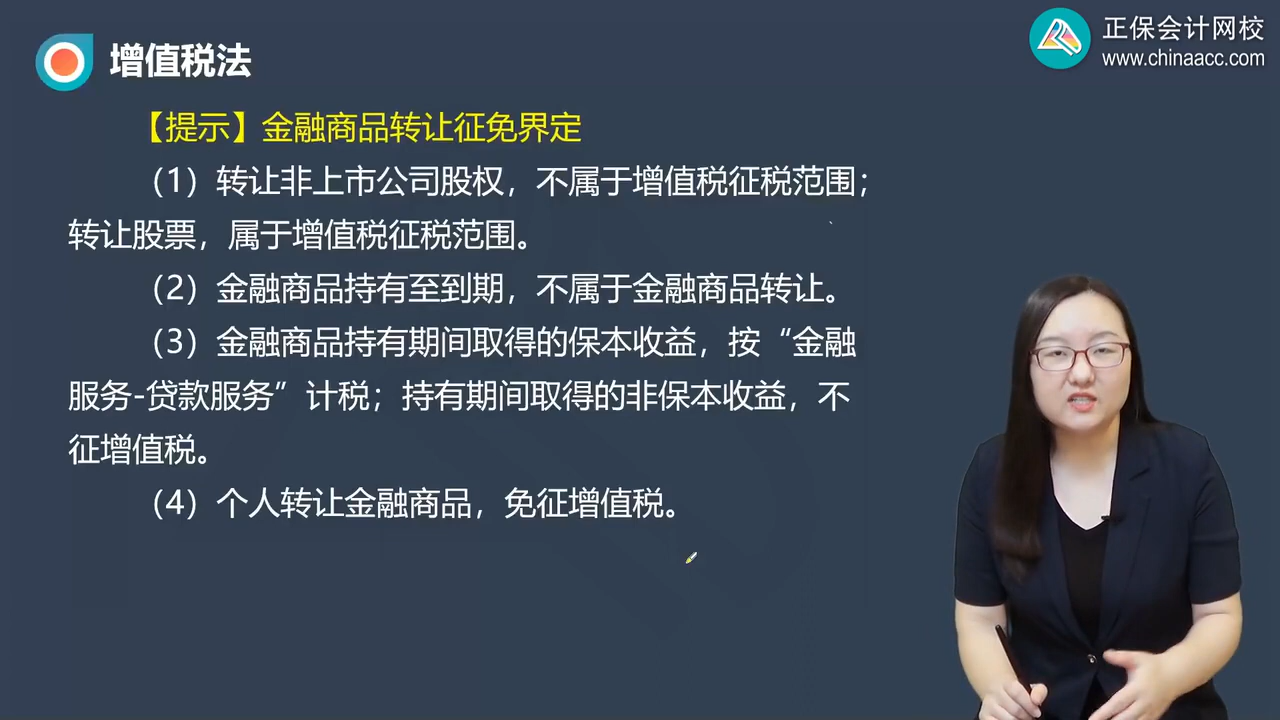 增值税法
正保会计网校
www.chinaacc.com
【提示】金融商品转让征免界定
（1）转让非上市公司股权，不属于增值税征税范围；
转让股票，属于增值税征税范围。
（2）金融商品持有至到期，不属于金融商品转让。
（3）金融商品持有期间取得的保本收益，按“金融
服务-贷款服务”计税；持有期间取得的非保本收益，不
征增值税。
（4）个人转让金融商品，免征增值税。